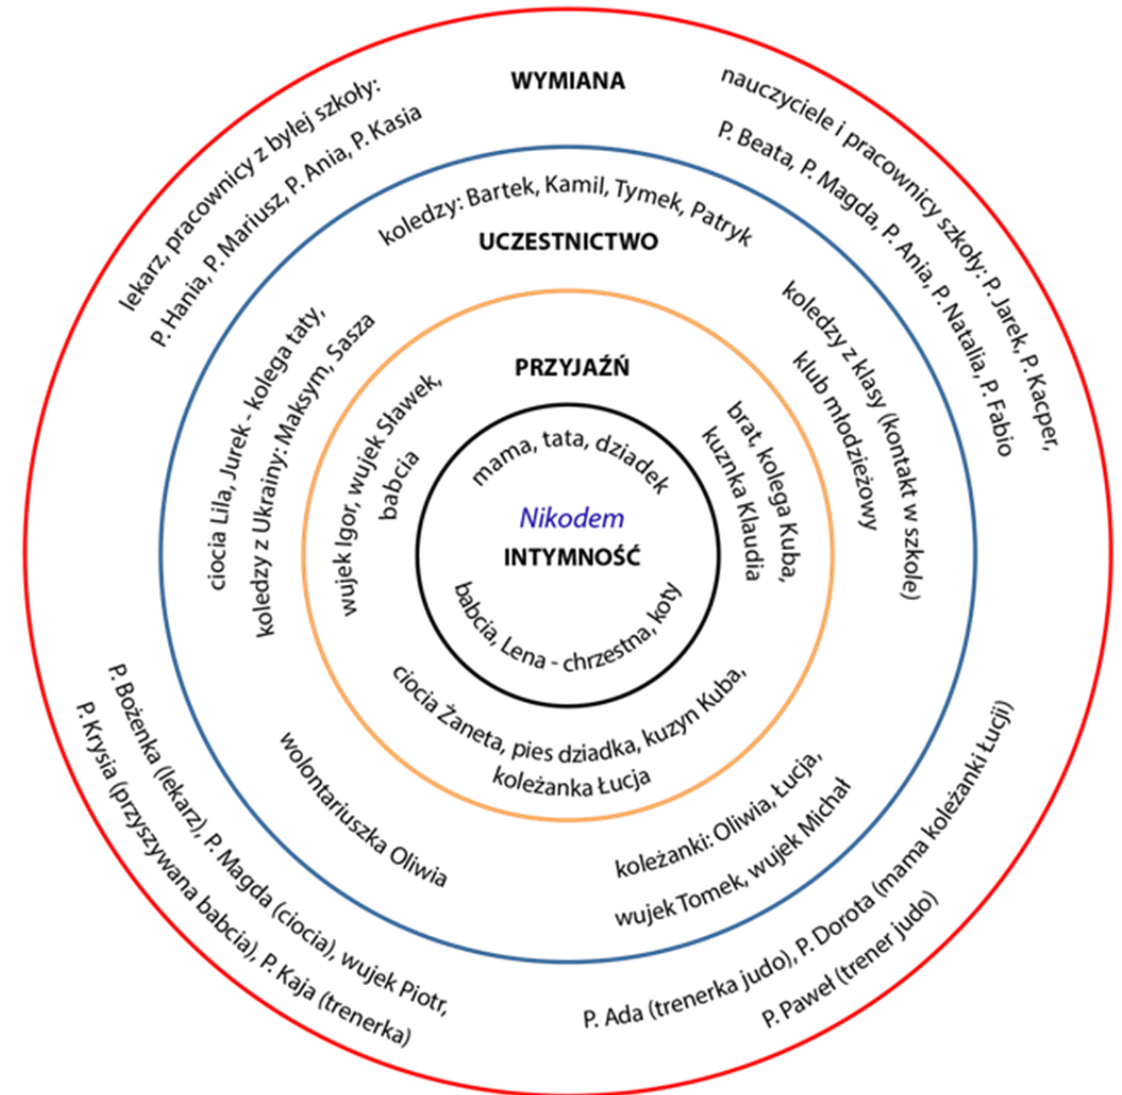 WYMIANA
lekarz, pracownicy z byłej szkoły:
P. Hania, P. Mariusz, P. Ania, P. Kasia
nauczyciele i pracownicy szkoły: P. Jarek, P. Kacper,
P. Beata, P. Magda, P. Ania, P. Natalia, P. Fabio
koledzy: Bartek, Kamil, Tymek, Patryk
UCZESTNICTWO
ciocia Lila, Jurek - kolega taty,
koledzy z Ukrainy: Maksym, Sasza
koledzy z klasy (kontakt w szkole)
klub młodzieżowy
PRZYJAŹŃ
wujek Igor, wujek Sławek,
babcia
brat, kolega Kuba,
kuznka Klaudia
mama, tata, dziadek
Nikodem
INTYMNOŚĆ
babcia, Lena - chrzestna, koty
ciocia Żaneta, pies dziadka, kuzyn Kuba,
koleżanka Łucja
wolontariuszka Oliwia
koleżanki: Oliwia, Łucja,
wujek Tomek, wujek Michał
P. Bożenka (lekarz), P. Magda (ciocia), wujek Piotr,
P. Krysia (przyszywana babcia), P. Kaja (trenerka)
P. Ada (trenerka judo), P. Dorota (mama koleżanki Łucji)
P. Paweł (trener judo)